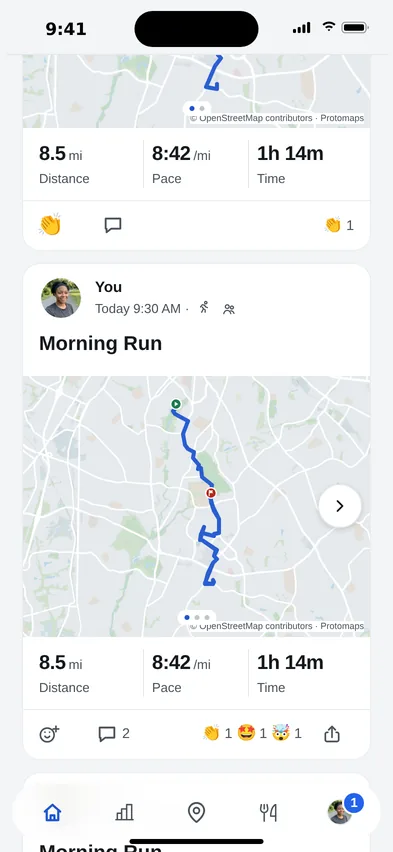 9:41
© OpenStreetMap contributors · Protomaps
8.5 mi 8:42 /mi 1h 14m
Distance Pace Time
👏 1
You
Today 9:30 AM ·
Morning Run
© OpenStreetMap contributors · Protomaps
8.5 mi 8:42 /mi 1h 14m
Distance Pace Time
2 👏 1 🤩 1 🤯 1
1
Morning Run